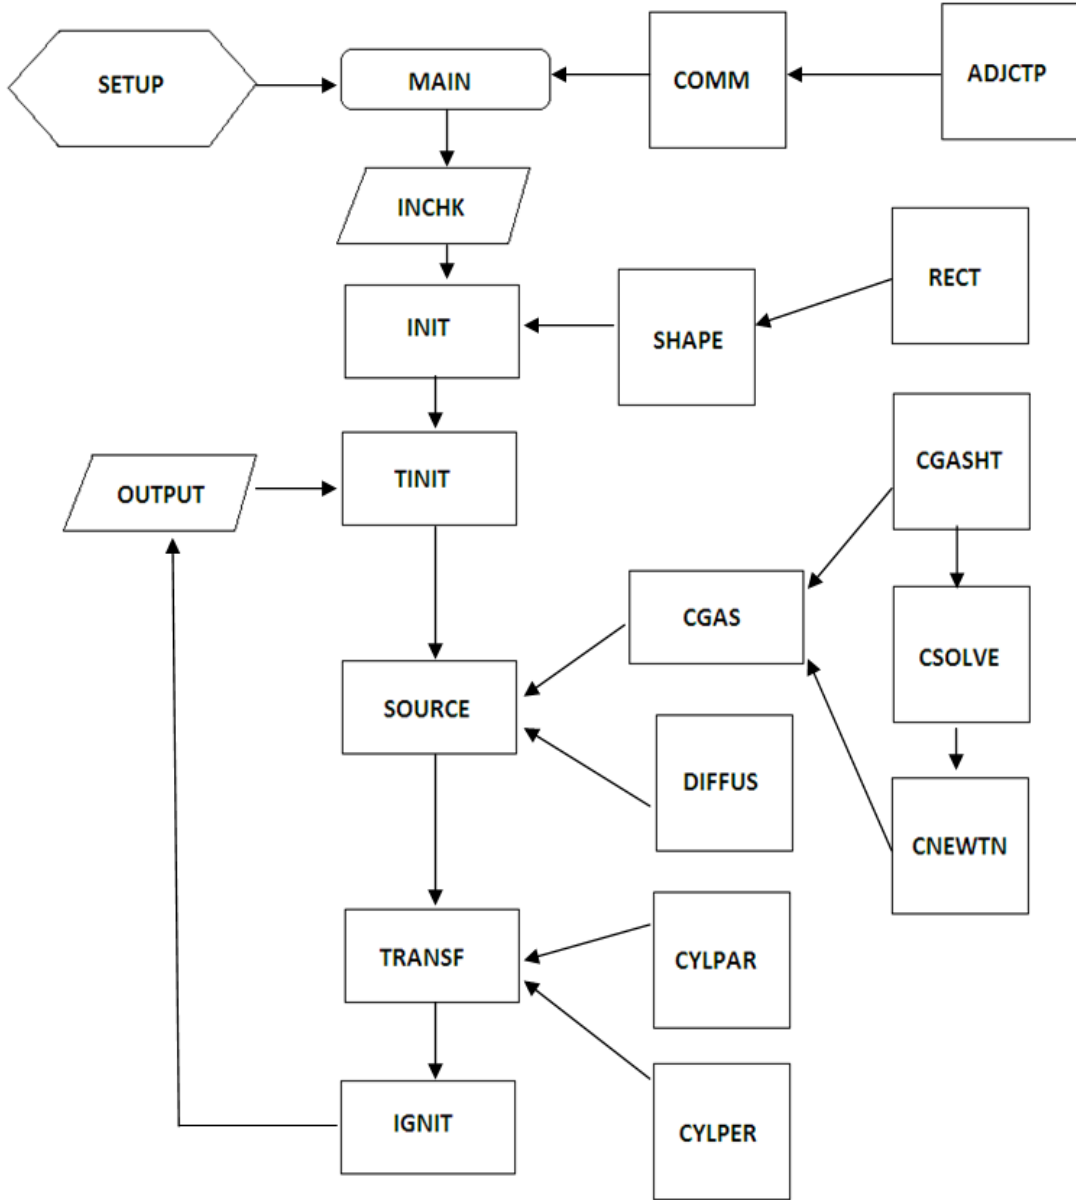 SETUP
MAIN
COMM
ADJCTP
INCHK
RECT
INIT
SHAPE
CGASHT
TINIT
OUTPUT
CGAS
CSOLVE
SOURCE
DIFFUS
CNEWTN
TRANSF
CYLPAR
IGNIT
CYLPER